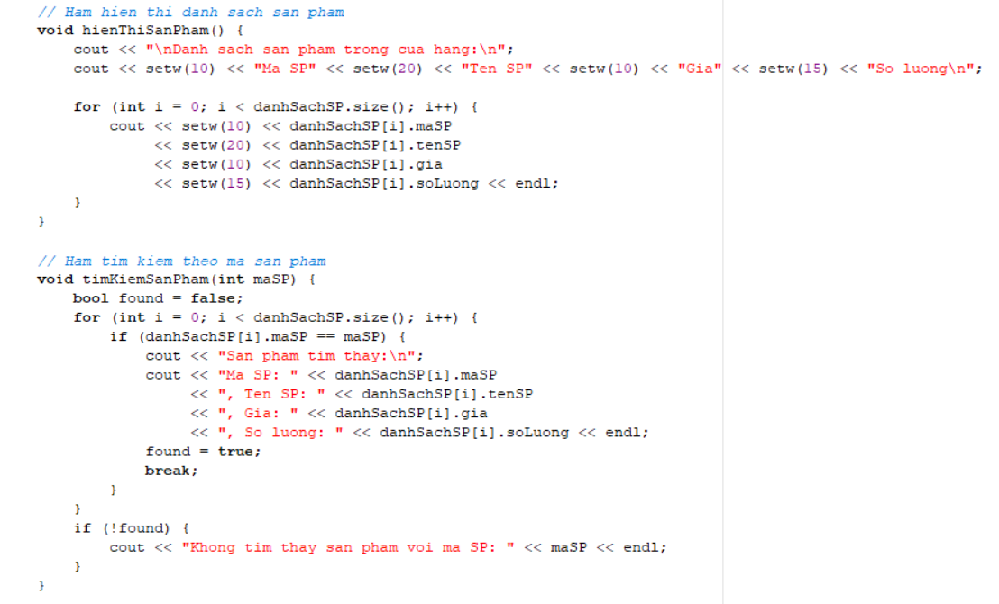 // Ham hien thi danh sach san pham
void hienThiSanPham() {
    cout << "\nDanh sach san pham trong cua hang:\n";
    cout << setw(10) << "Ma SP" << setw(20) << "Ten SP" << setw(10) << "Gia" << setw(15) << "So luong\n";

    for (int i = 0; i < danhSachSP.size(); i++) {
        cout << setw(10) << danhSachSP[i].maSP
             << setw(20) << danhSachSP[i].tenSP
             << setw(10) << danhSachSP[i].gia
             << setw(15) << danhSachSP[i].soLuong << endl;
    }
}

// Ham tim kiem theo ma san pham
void timKiemSanPham(int maSP) {
    bool found = false;
    for (int i = 0; i < danhSachSP.size(); i++) {
        if (danhSachSP[i].maSP == maSP) {
            cout << "San pham tim thay:\n";
            cout << "Ma SP: " << danhSachSP[i].maSP
                 << ", Ten SP: " << danhSachSP[i].tenSP
                 << ", Gia: " << danhSachSP[i].gia
                 << ", So luong: " << danhSachSP[i].soLuong << endl;
            found = true;
            break;
        }
    }
    if (!found) {
        cout << "Khong tim thay san pham voi ma SP: " << maSP << endl;
    }
}